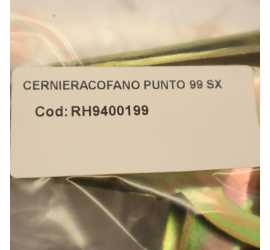 CERNIERACOFANO PUNTO 99 SX
Cod: RH9400199